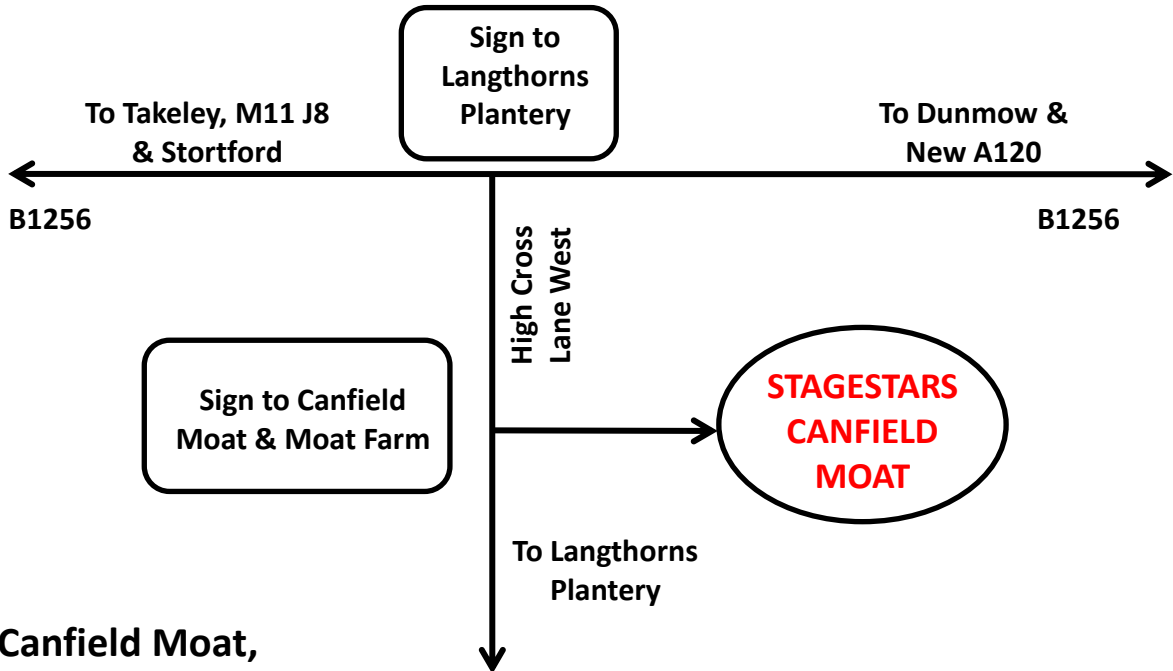 Sign to
Langthorns
Plantery
To Takeley, M11 J8
& Stortford
To Dunmow &
New A120
B1256
B1256
High Cross
Lane West
Sign to Canfield
Moat & Moat Farm
STAGESTARS
CANFIELD
MOAT
To Langthorns
Plantery
Canfield Moat,